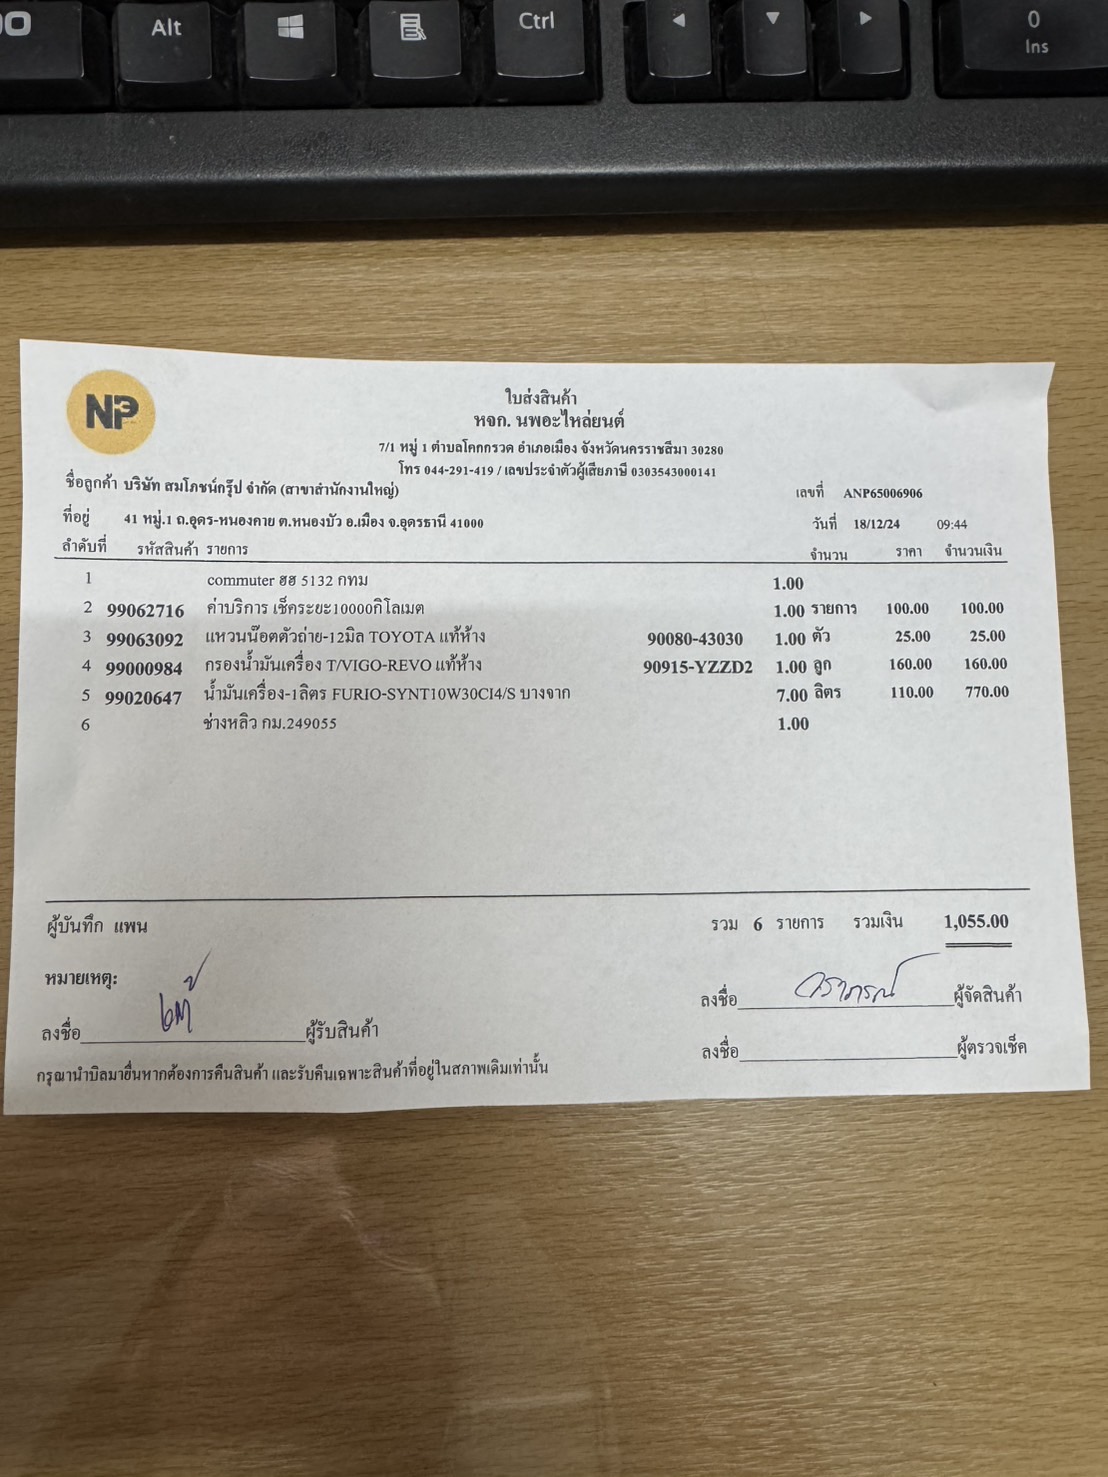 Alt
Ctrl
0
Ins
NP
ใบส่งสินค้า
หจก. นพอะไหล่ยนต์
7/1 หมู่ 1 ตำบลโคกกรวด อำเภอเมือง จังหวัดนครราชสีมา 30280
โทร 044-291-419 / เลขประจำตัวผู้เสียภาษี 0303543000141
ชื่อลูกค้า บริษัท สมโภชน์กรุ๊ป จำกัด (สาขาสำนักงานใหญ่) เลขที่ ANP65006906
ที่อยู่ 41 หมู่.1 ถ.อุดร-หนองคาย ต.หนองบัว อ.เมือง จ.อุดรธานี 41000 วันที่ 18/12/24 09:44
ลำดับที่ รหัสสินค้า รายการ จำนวน ราคา จำนวนเงิน
1 commuter ฮฮ 5132 กทม 1.00
2 99062716 ค่าบริการ เช็คระยะ10000กิโลเมต 1.00 รายการ 100.00 100.00
3 99063092 แหวนน๊อตตัวถ่าย-12มิล TOYOTA แท้ห้าง 90080-43030 1.00 ตัว 25.00 25.00
4 99000984 กรองน้ำมันเครื่อง T/VIGO-REVO แท้ห้าง 90915-YZZD2 1.00 ลูก 160.00 160.00
5 99020647 น้ำมันเครื่อง-1ลิตร FURIO-SYNT10W30CI4/S บางจาก 7.00 ลิตร 110.00 770.00
6 ช่างหลิว กม.249055 1.00
ผู้บันทึก แพน รวม 6 รายการ รวมเงิน 1,055.00
หมายเหตุ:
ลงชื่อ ผู้จัดสินค้า
ลงชื่อ ผู้รับสินค้า
ลงชื่อ ผู้ตรวจเช็ค
กรุณานำบิลมายื่นหากต้องการคืนสินค้า และรับคืนเฉพาะสินค้าที่อยู่ในสภาพเดิมเท่านั้น